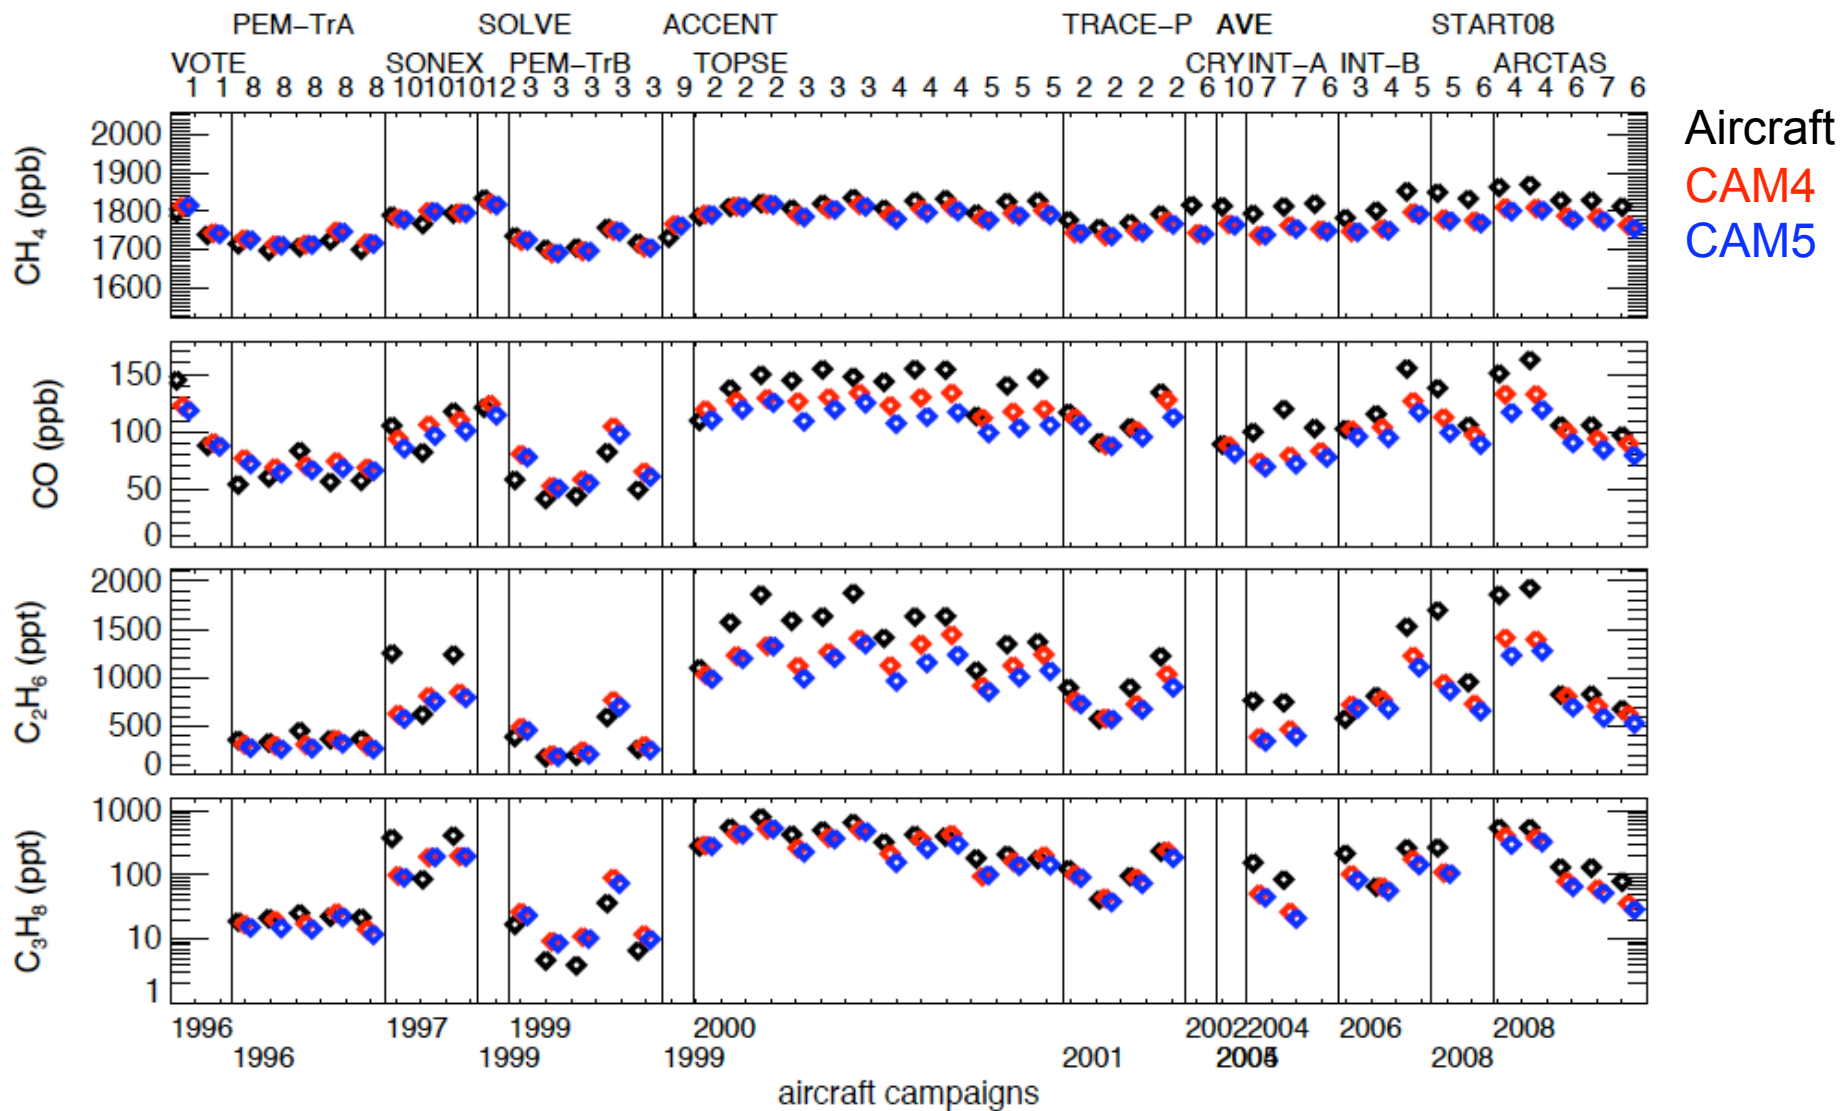 PEM-TrA SOLVE ACCENT TRACE-P AVE START08
VOTE SONEX PEM-TrB TOPSE CRY INT-A INT-B ARCTAS
1 1 8 8 8 8 8 10 10 10 12 3 3 3 3 3 9 2 2 2 3 3 3 4 4 4 5 5 5 2 2 2 2 6 10 7 7 6 3 4 5 5 6 4 4 6 7 6
Aircraft
CAM4
CAM5
CH4 (ppb)
2000
1900
1800
1700
1600
CO (ppb)
150
100
50
0
C2H6 (ppt)
2000
1500
1000
500
0
C3H8 (ppt)
1000
100
10
1
1996 1997 1999 2000 2002 2004 2006 2008
1996 1999 1999 2001 2008
aircraft campaigns